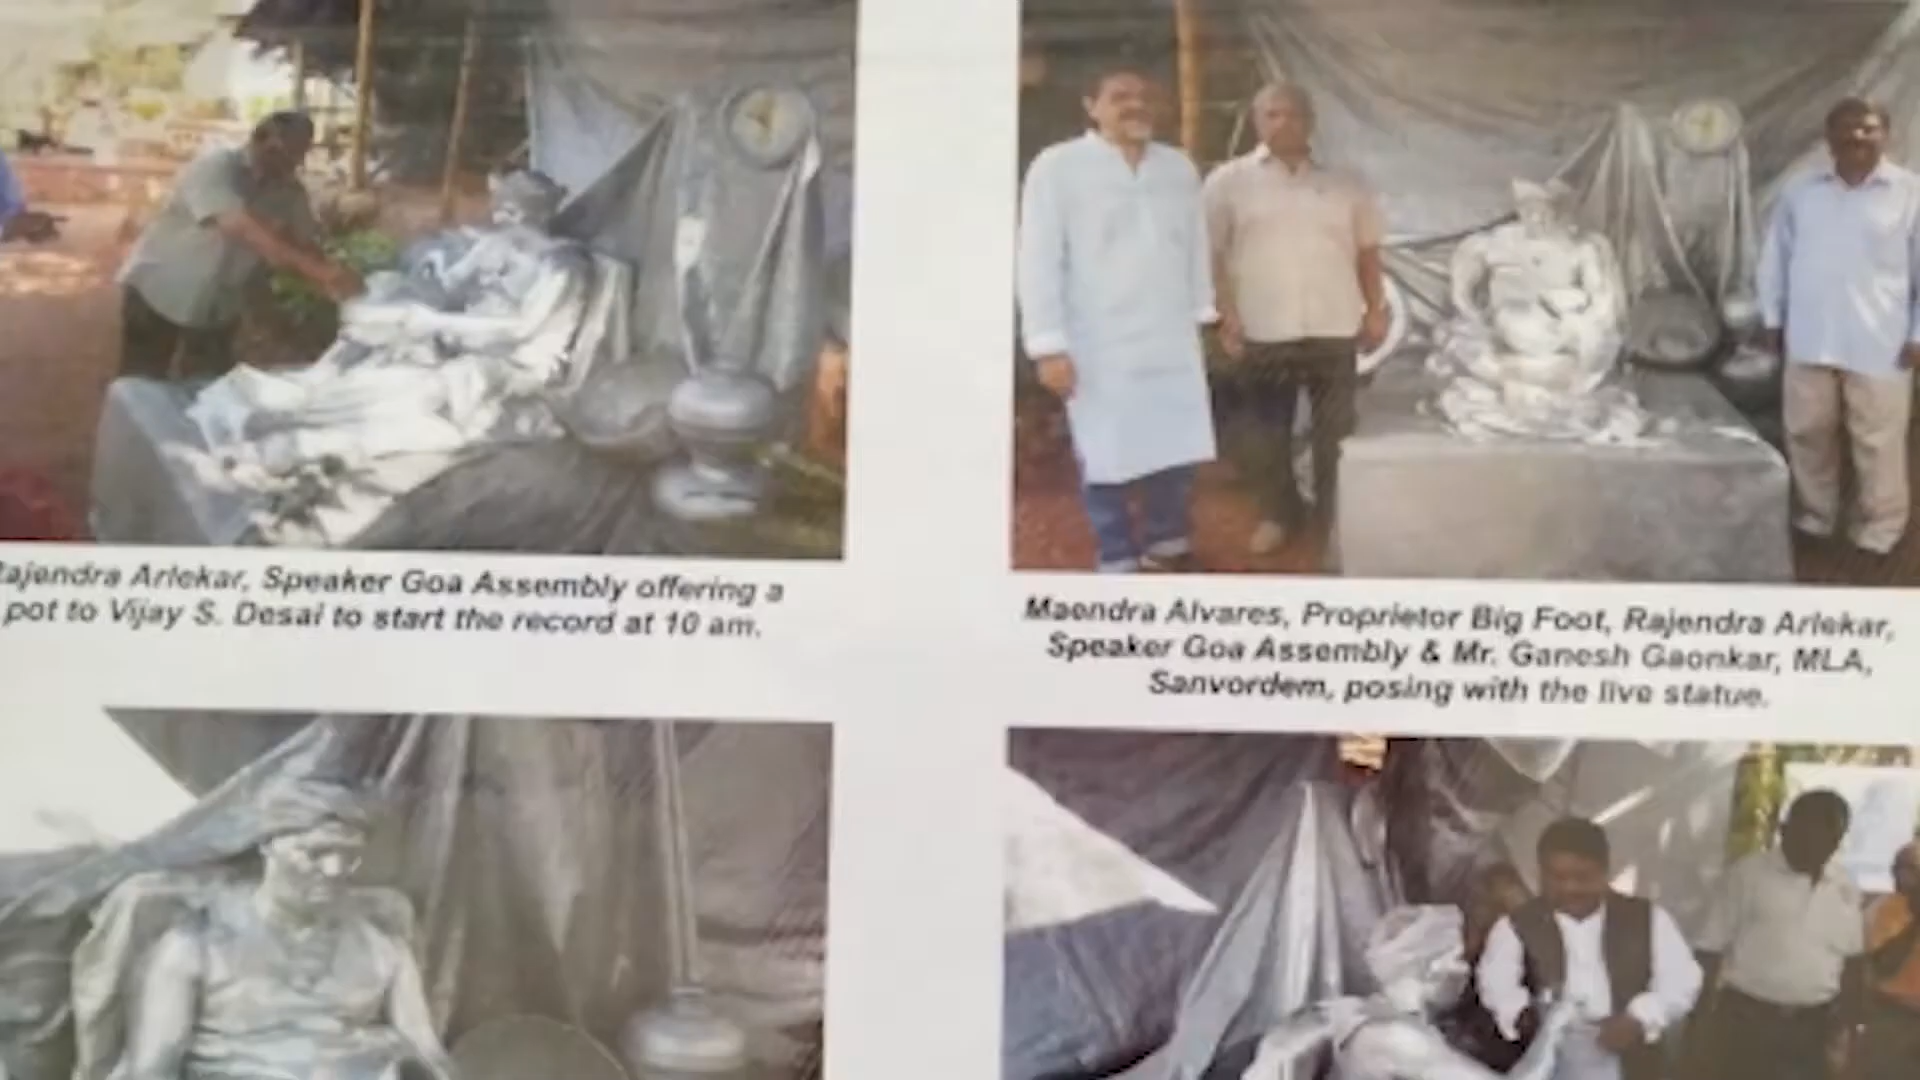 Rajendra Arlekar, Speaker Goa Assembly offering a
pot to Vijay S. Desai to start the record at 10 am.
Maendra Alvares, Proprietor Big Foot, Rajendra Arlekar,
Speaker Goa Assembly & Mr. Ganesh Gaonkar, MLA,
Sanvordem, posing with the live statue.